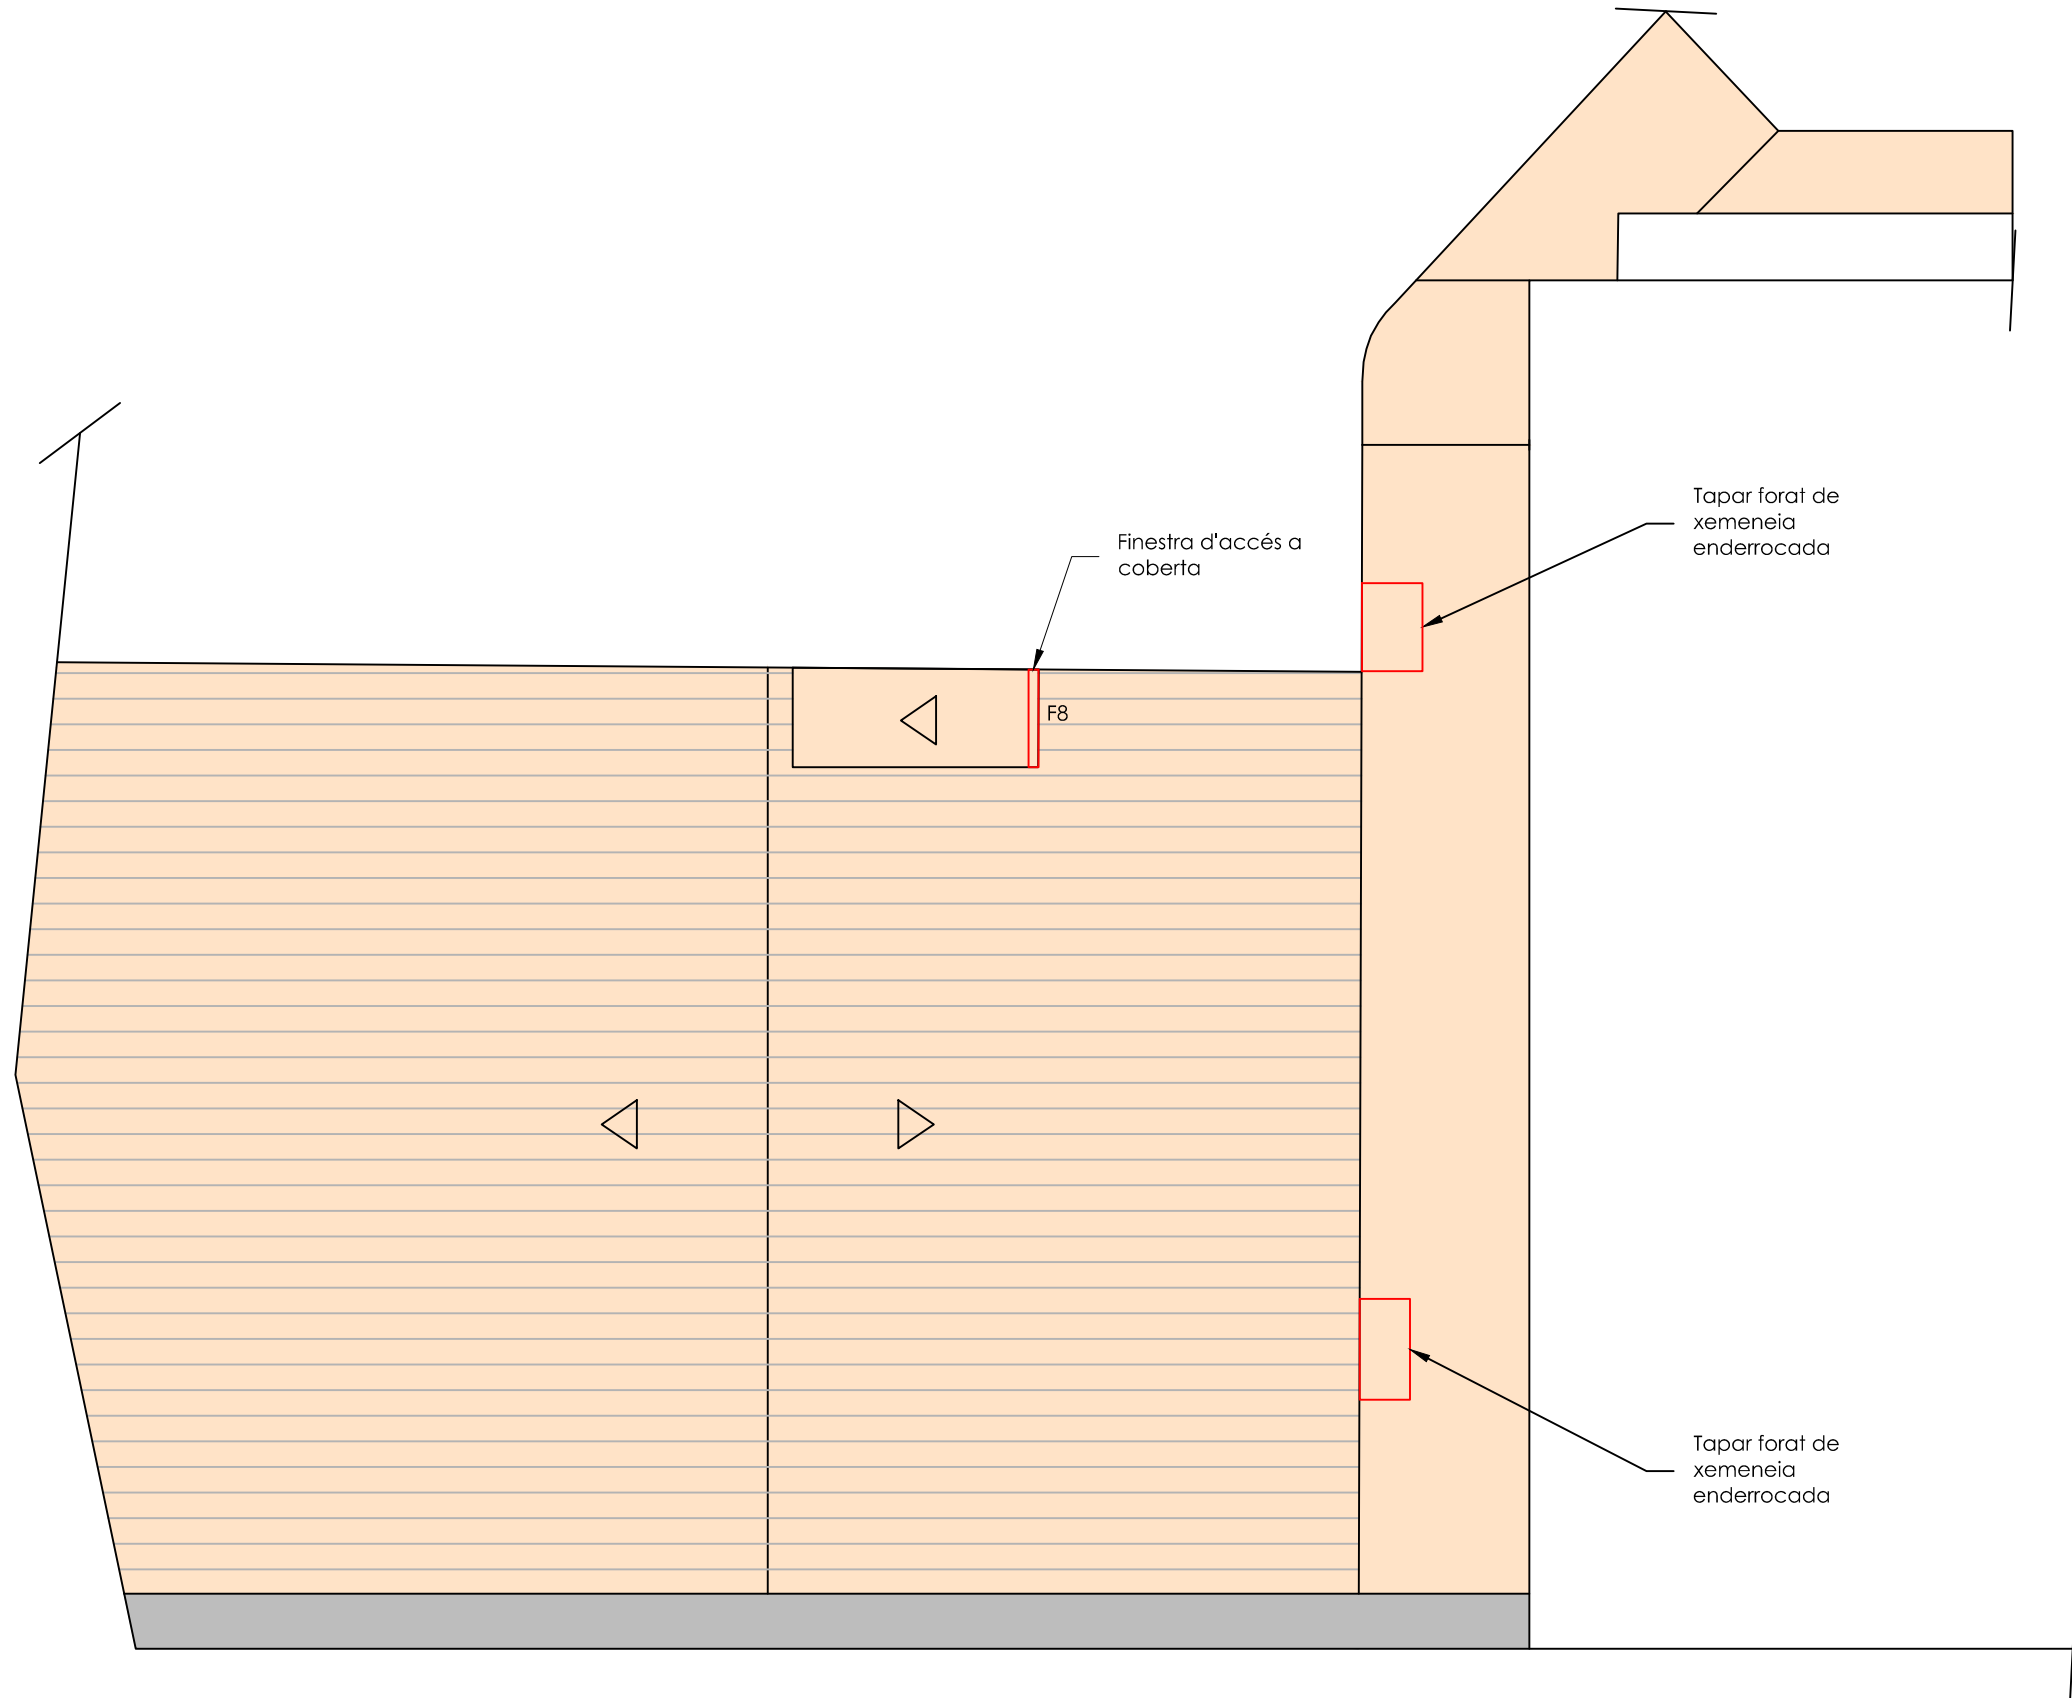 Tapar forat de
xemeneia
enderrocada
Finestra d'accés a
coberta
F8
Tapar forat de
xemeneia
enderrocada